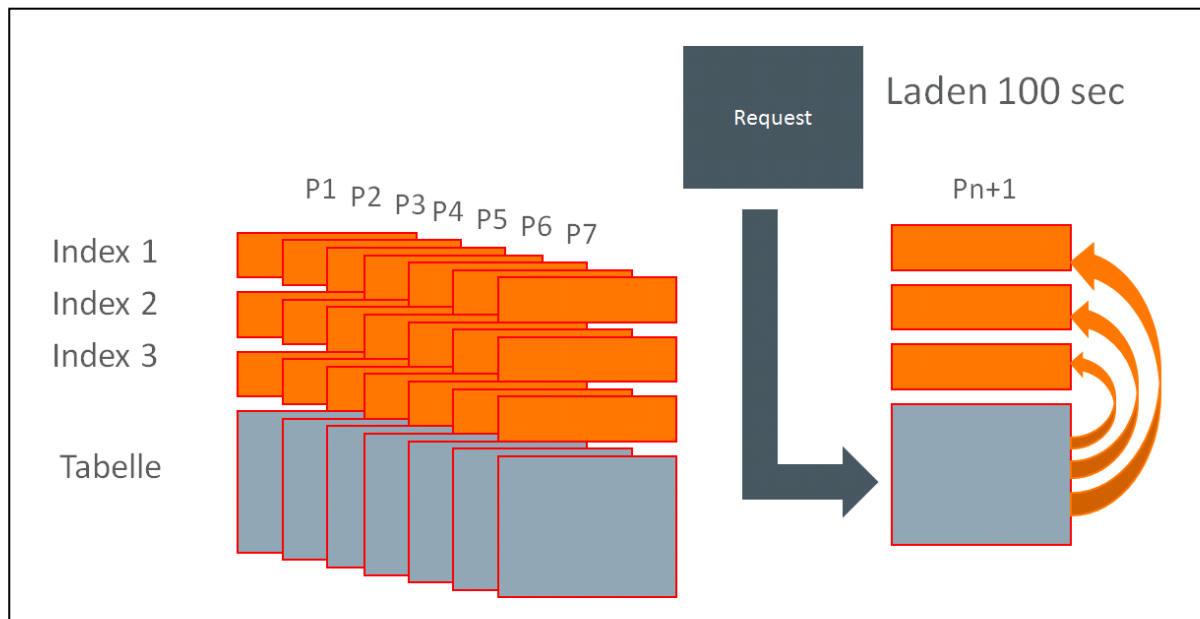 Request
Laden 100 sec
P1
P2
P3
P4
P5
P6
P7
Pn+1
Index 1
Index 2
Index 3
Tabelle